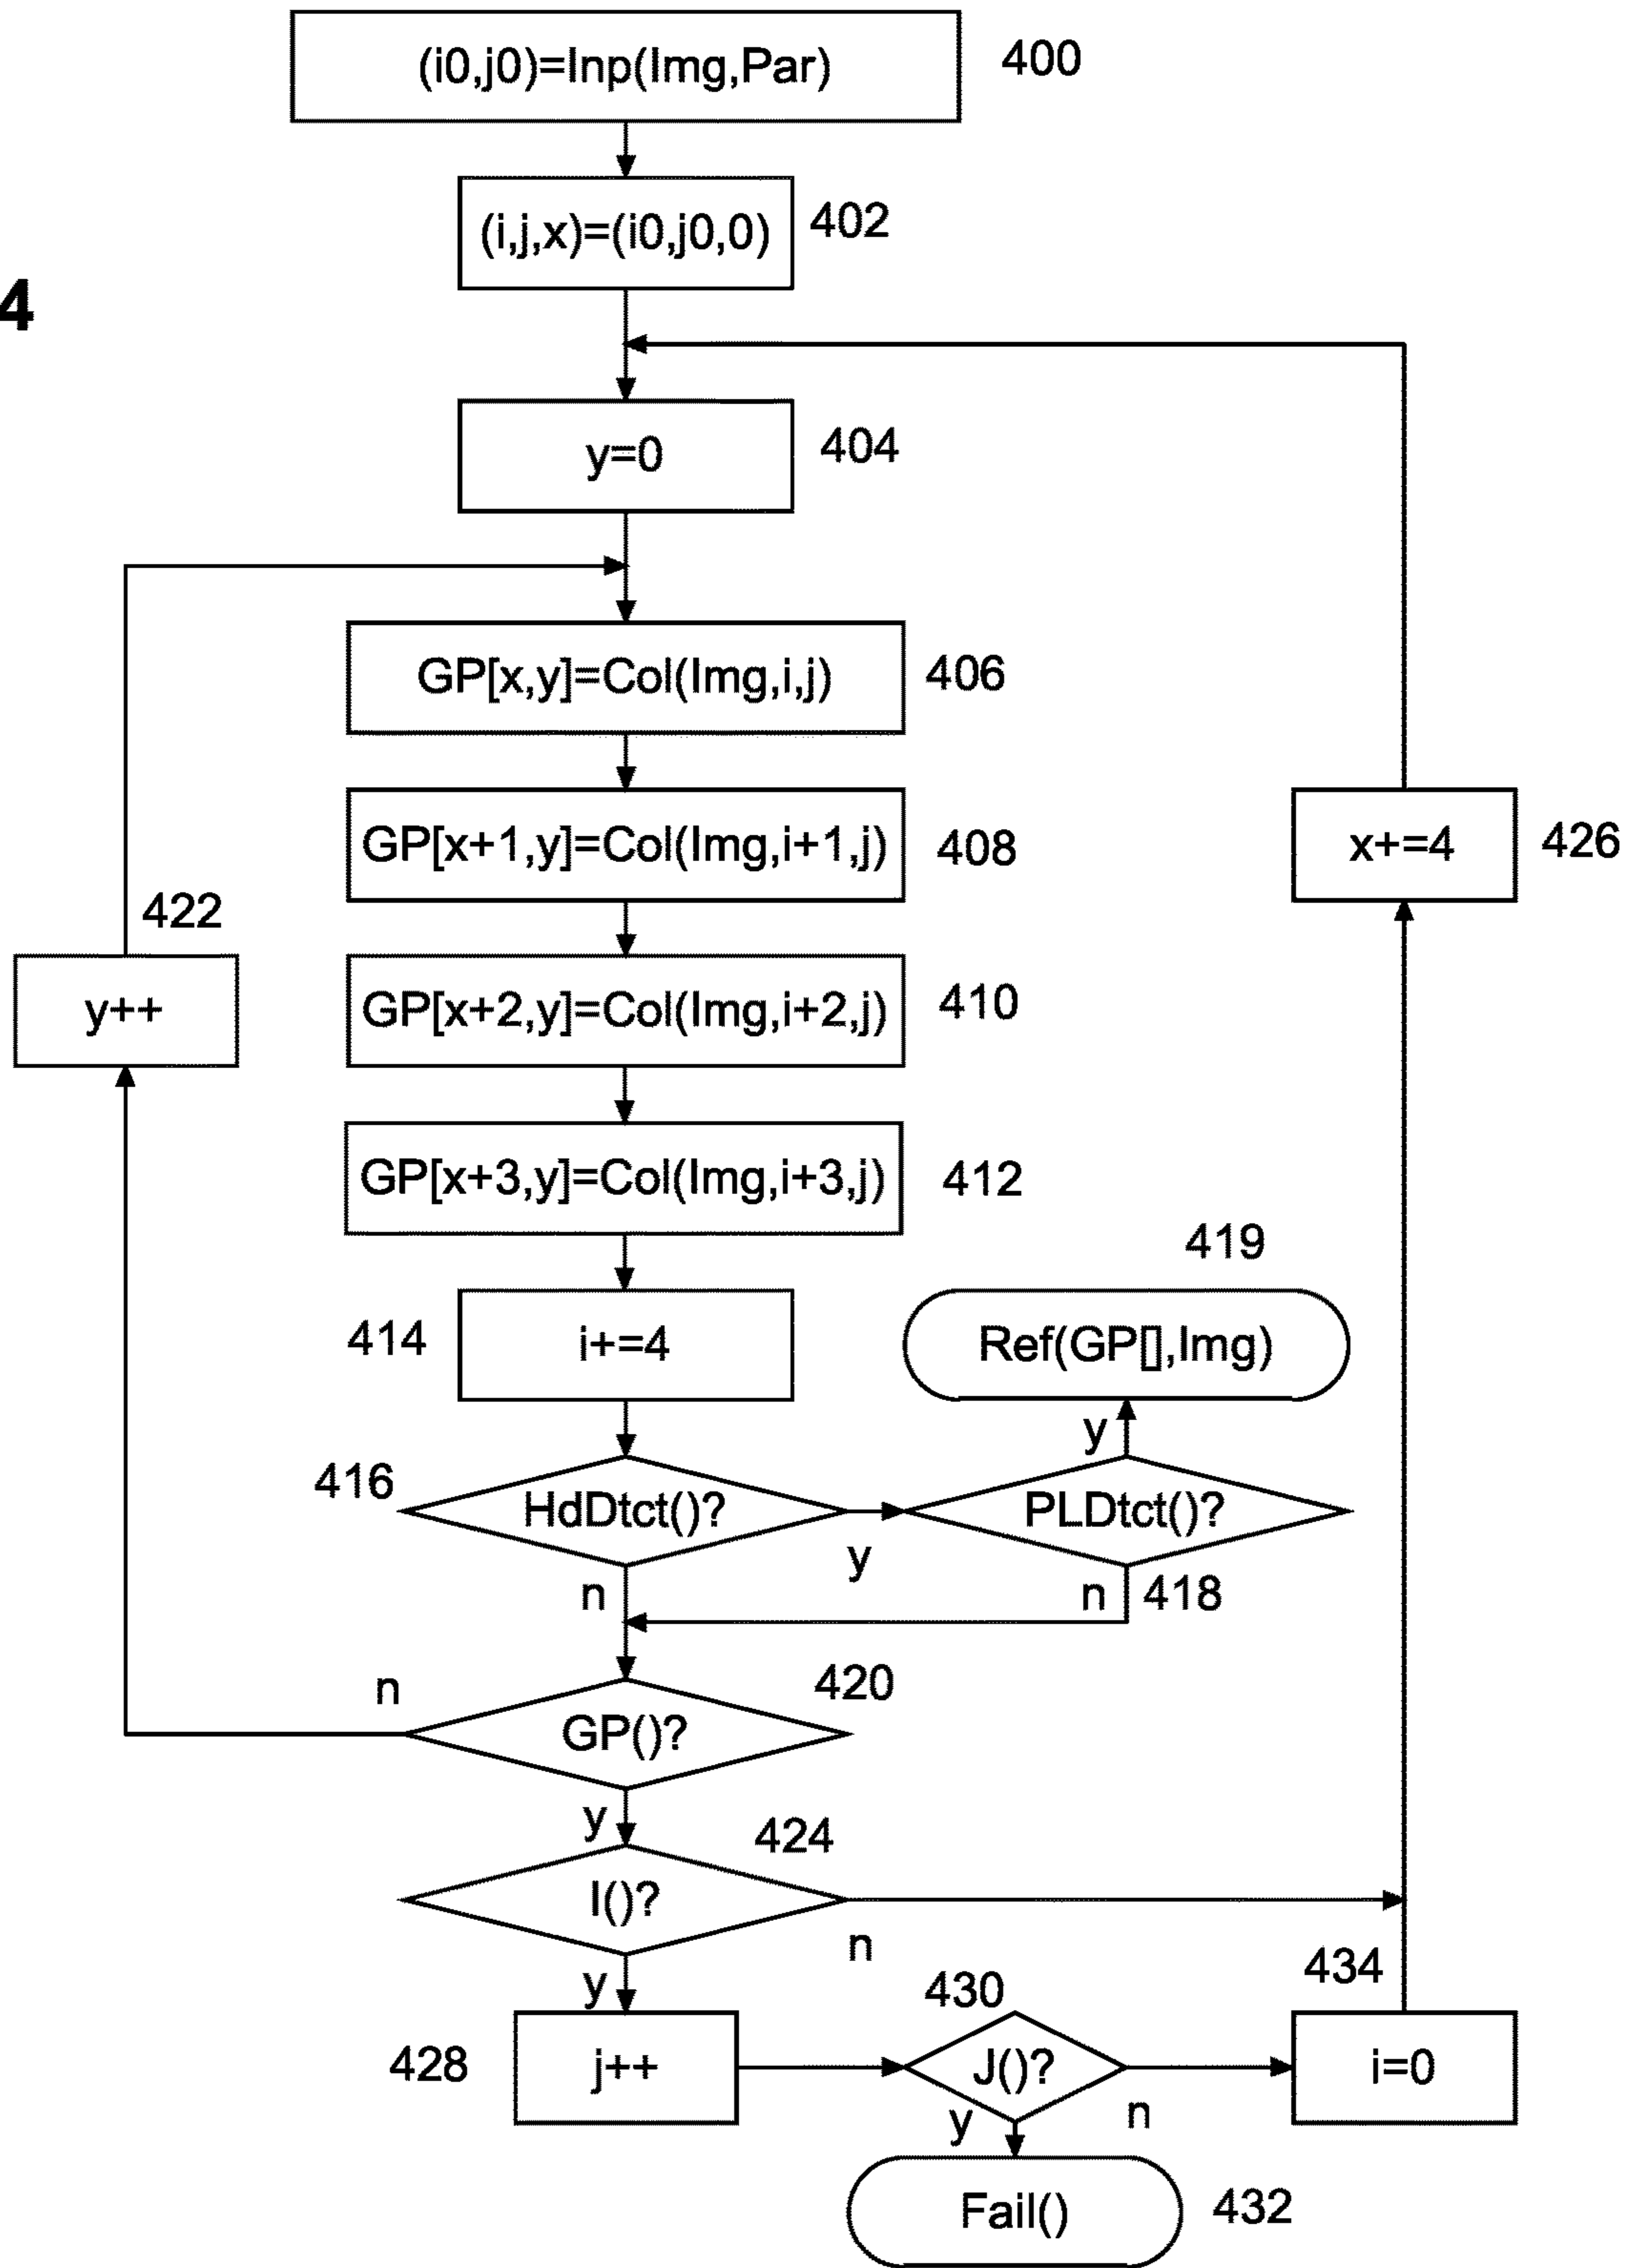 (i0,j0)=Inp(Img,Par) 400
(i,j,x)=(i0,j0,0) 402
4
y=0 404
GP[x,y]=Col(Img,i,j) 406
GP[x+1,y]=Col(Img,i+1,j) 408
x+=4 426
422
y++
GP[x+2,y]=Col(Img,i+2,j) 410
GP[x+3,y]=Col(Img,i+3,j) 412
419
414 i+=4
Ref(GP[],Img)
y
416 HdDtct()?
y
PLDtct()?
n
n 418
n
420
GP()?
y
424
I()?
n
y
430
434
428 j++
J()?
y
n
i=0
Fail() 432